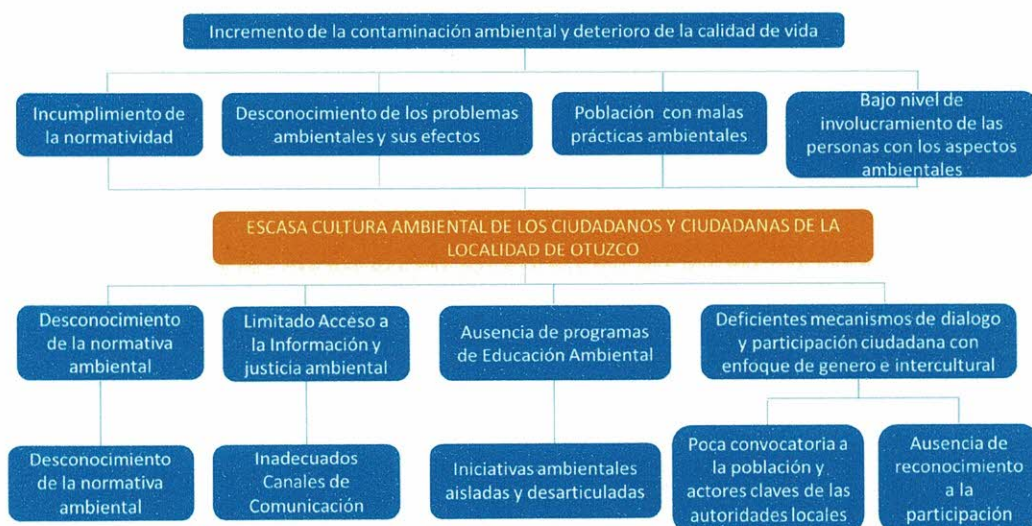 Incremento de la contaminación ambiental y deterioro de la calidad de vida
Incumplimiento de
la normatividad
Desconocimiento de los problemas
ambientales y sus efectos
Población con malas
prácticas ambientales
Bajo nivel de
involucramiento de las
personas con los aspectos
ambientales
ESCASA CULTURA AMBIENTAL DE LOS CIUDADANOS Y CIUDADANAS DE LA
LOCALIDAD DE OTUZCO
Desconocimiento
de la normativa
ambiental
Limitado Acceso a
la Información y
justicia ambiental
Ausencia de programas
de Educación Ambiental
Deficientes mecanismos de dialogo
y participación ciudadana con
enfoque de genero e intercultural
Desconocimiento
de la normativa
ambiental
Inadecuados
Canales de
Comunicación
Iniciativas ambientales
aisladas y desarticuladas
Poca convocatoria a
la población y
actores claves de las
autoridades locales
Ausencia de
reconocimiento
a la
participación